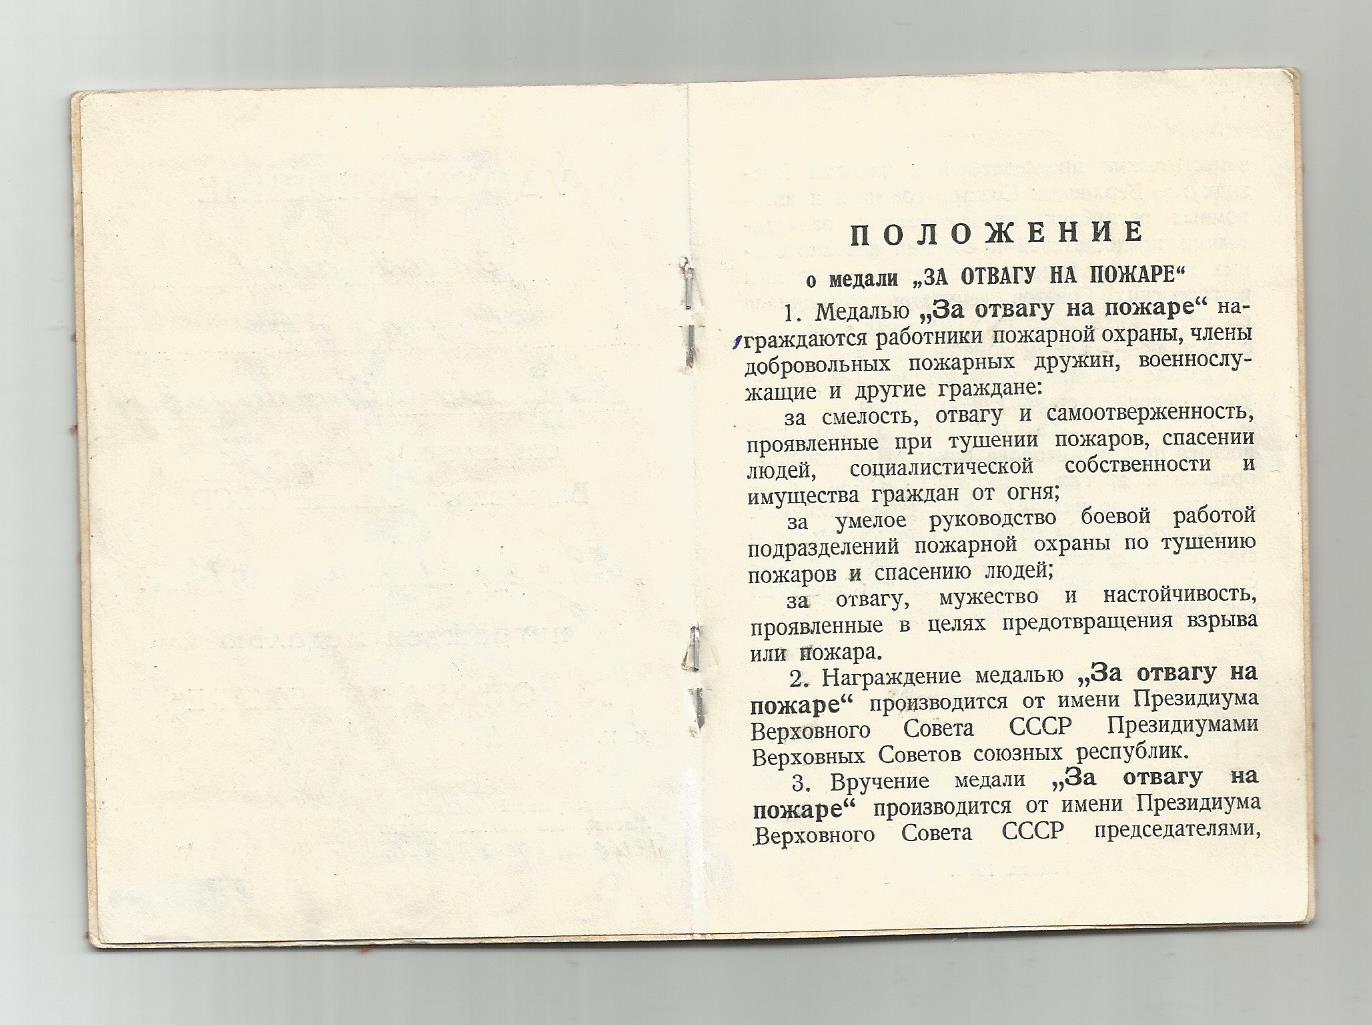 ПОЛОЖЕНИЕ
о медали „ЗА ОТВАГУ НА ПОЖАРЕ“
1. Медалью „За отвагу на пожаре“ на-
граждаются работники пожарной охраны, члены
добровольных пожарных дружин, военнослу-
жащие и другие граждане:
за смелость, отвагу и самоотверженность,
проявленные при тушении пожаров, спасении
людей, социалистической собственности и
имущества граждан от огня;
за умелое руководство боевой работой
подразделений пожарной охраны по тушению
пожаров и спасению людей;
за отвагу, мужество и настойчивость,
проявленные в целях предотвращения взрыва
или пожара.
2. Награждение медалью „За отвагу на
пожаре“ производится от имени Президиума
Верховного Совета СССР Президиумами
Верховных Советов союзных республик.
3. Вручение медали „За отвагу на
пожаре“ производится от имени Президиума
Верховного Совета СССР председателями,